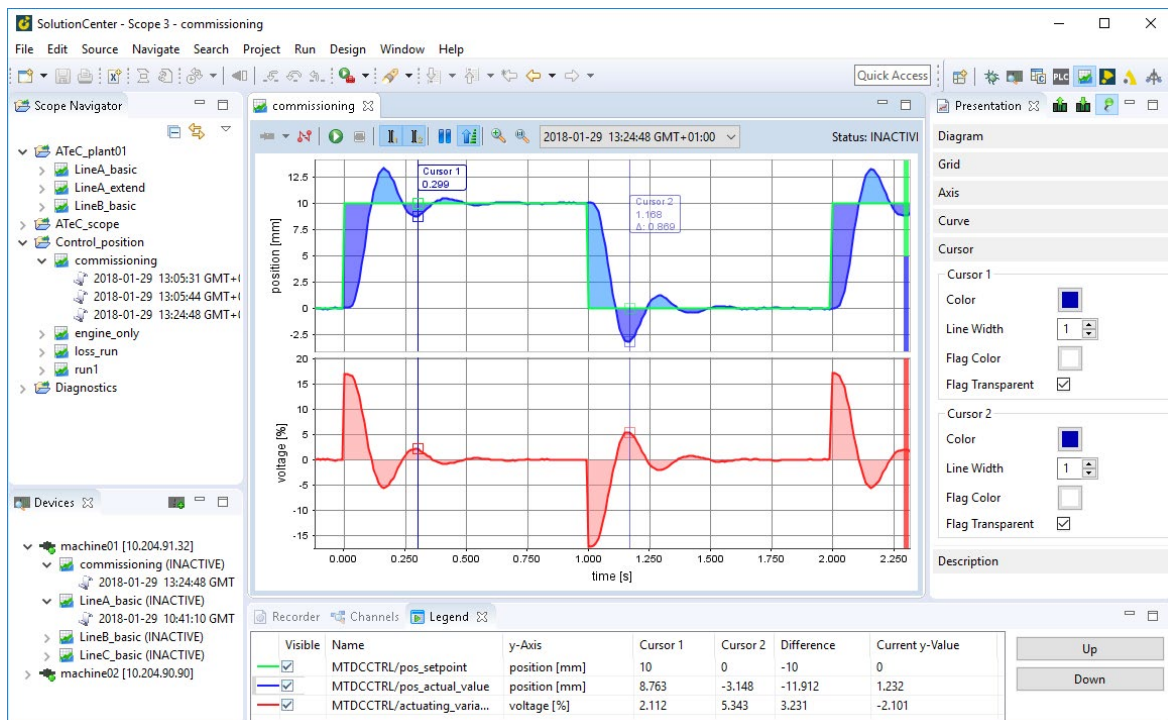 SolutionCenter - Scope 3 - commissioning
File Edit Source Navigate Search Project Run Design Window Help
Quick Access
PLC
Scope Navigator
ATeC_plant01
LineA_basic
LineA_extend
LineB_basic
ATeC_scope
Control_position
commissioning
2018-01-29 13:05:31 GMT+
2018-01-29 13:05:44 GMT+
2018-01-29 13:24:48 GMT+
engine_only
loss_run
run1
Diagnostics
Devices
machine01 [10.204.91.32]
commissioning (INACTIVE)
2018-01-29 13:24:48 GMT
LineA_basic (INACTIVE)
2018-01-29 10:41:10 GMT
LineB_basic (INACTIVE)
LineC_basic (INACTIVE)
machine02 [10.204.90.90]
commissioning
2018-01-29 13:24:48 GMT+01:00
Status: INACTIVI
position [mm]
12.5
10
7.5
5
2.5
0
-2.5
Cursor 1
0.299
Cursor 2
1.168
Δ: 0.869
voltage [%]
20
15
10
5
0
-5
-10
-15
0.000 0.250 0.500 0.750 1.000 1.250 1.500 1.750 2.000 2.250
time [s]
Presentation
Diagram
Grid
Axis
Curve
Cursor
Cursor 1
Color
Line Width 1
Flag Color
Flag Transparent
Cursor 2
Color
Line Width 1
Flag Color
Flag Transparent
Description
Recorder Channels Legend
Visible Name y-Axis Cursor 1 Cursor 2 Difference Current y-Value
MTDCCTRL/pos_setpoint position [mm] 10 0 -10 0
MTDCCTRL/pos_actual_value position [mm] 8.763 -3.148 -11.912 1.232
MTDCCTRL/actuating_varia... voltage [%] 2.112 5.343 3.231 -2.101
Up
Down